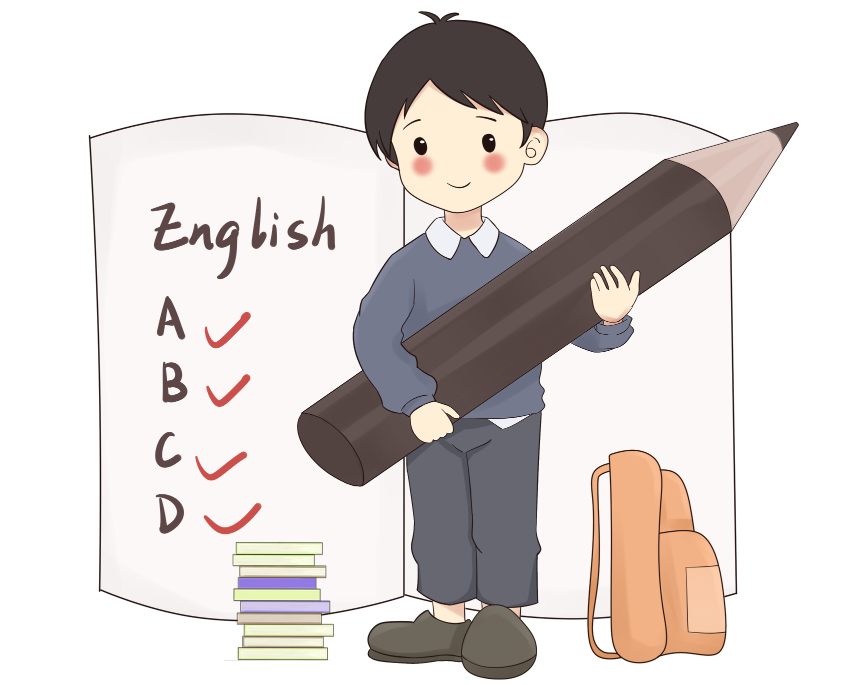 English
A ✓
B ✓
C ✓
D ✓